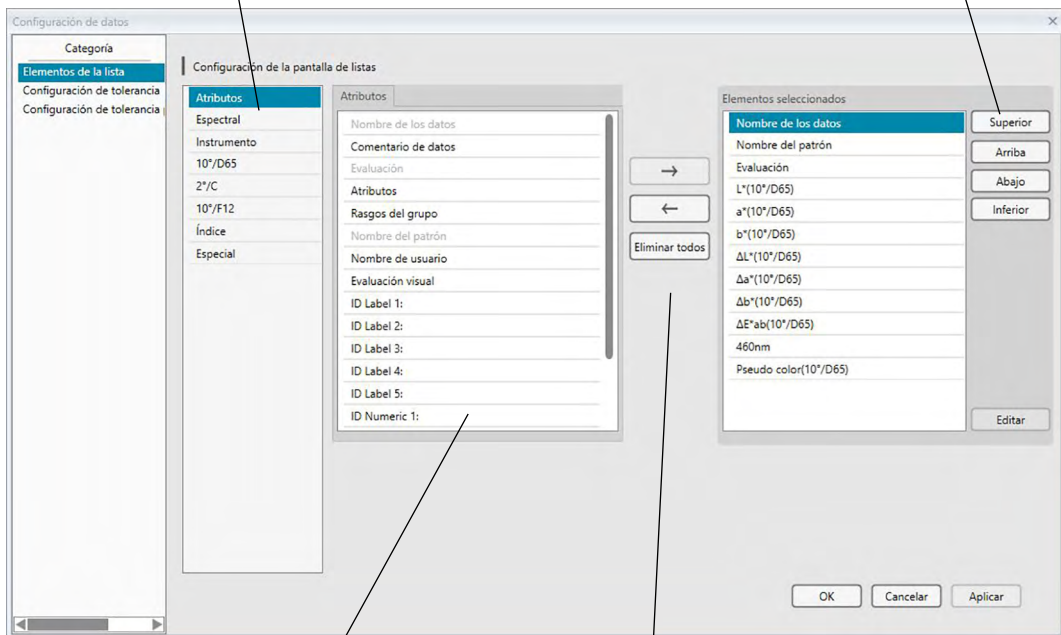 Configuración de datos
Categoría
Elementos de la lista
Configuración de tolerancia
Configuración de tolerancia
Configuración de la pantalla de listas
Atributos
Espectral
Instrumento
10°/D65
2°/C
10°/F12
Índice
Especial
Atributos
Nombre de los datos
Comentario de datos
Evaluación
Atributos
Rasgos del grupo
Nombre del patrón
Nombre de usuario
Evaluación visual
ID Label 1:
ID Label 2:
ID Label 3:
ID Label 4:
ID Label 5:
ID Numeric 1:
→
←
Eliminar todos
Elementos seleccionados
Nombre de los datos
Nombre del patrón
Evaluación
L*(10°/D65)
a*(10°/D65)
b*(10°/D65)
ΔL*(10°/D65)
Δa*(10°/D65)
Δb*(10°/D65)
ΔE*ab(10°/D65)
460nm
Pseudo color(10°/D65)
Superior
Arriba
Abajo
Inferior
Editar
OK
Cancelar
Aplicar